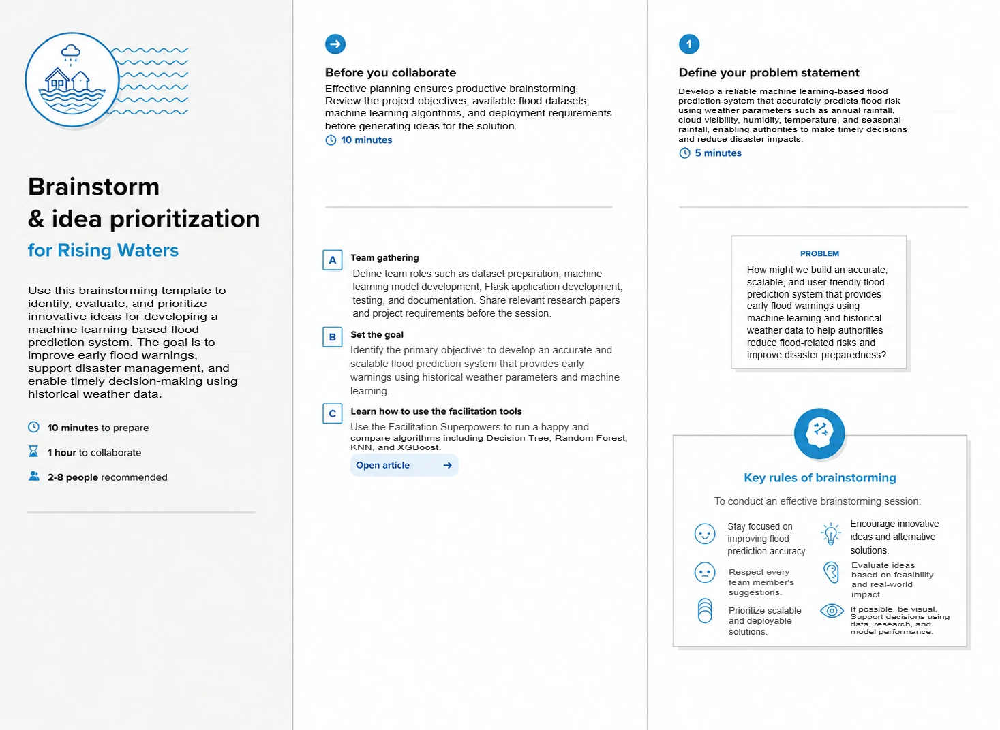 Brainstorm
& idea prioritization
for Rising Waters
Use this brainstorming template to
identify, evaluate, and prioritize
innovative ideas for developing a
machine learning-based flood
prediction system. The goal is to
improve early flood warnings,
support disaster management, and
enable timely decision-making using
historical weather data.
10 minutes to prepare
1 hour to collaborate
2-8 people recommended
Before you collaborate
Effective planning ensures productive brainstorming.
Review the project objectives, available flood datasets,
machine learning algorithms, and deployment requirements
before generating ideas for the solution.
10 minutes
A
Team gathering
Define team roles such as dataset preparation, machine
learning model development, Flask application development,
testing, and documentation. Share relevant research papers
and project requirements before the session.
B
Set the goal
Identify the primary objective: to develop an accurate and
scalable flood prediction system that provides early
warnings using historical weather parameters and machine
learning.
C
Learn how to use the facilitation tools
Use the Facilitation Superpowers to run a happy and
compare algorithms including Decision Tree, Random Forest,
KNN, and XGBoost.
Open article
1
Define your problem statement
Develop a reliable machine learning-based flood
prediction system that accurately predicts flood risk
using weather parameters such as annual rainfall,
cloud visibility, humidity, temperature, and seasonal
rainfall, enabling authorities to make timely decisions
and reduce disaster impacts.
5 minutes
PROBLEM
How might we build an accurate,
scalable, and user-friendly flood
prediction system that provides
early flood warnings using
machine learning and historical
weather data to help authorities
reduce flood-related risks and
improve disaster preparedness?
Key rules of brainstorming
To conduct an effective brainstorming session:
Stay focused on
improving flood
prediction accuracy.
Encourage innovative
ideas and alternative
solutions.
Respect every
team member's
suggestions.
Evaluate ideas
based on feasibility
and real-world
impact
Prioritize scalable
and deployable
solutions.
If possible, be visual,
Support decisions using
data, research, and
model performance.